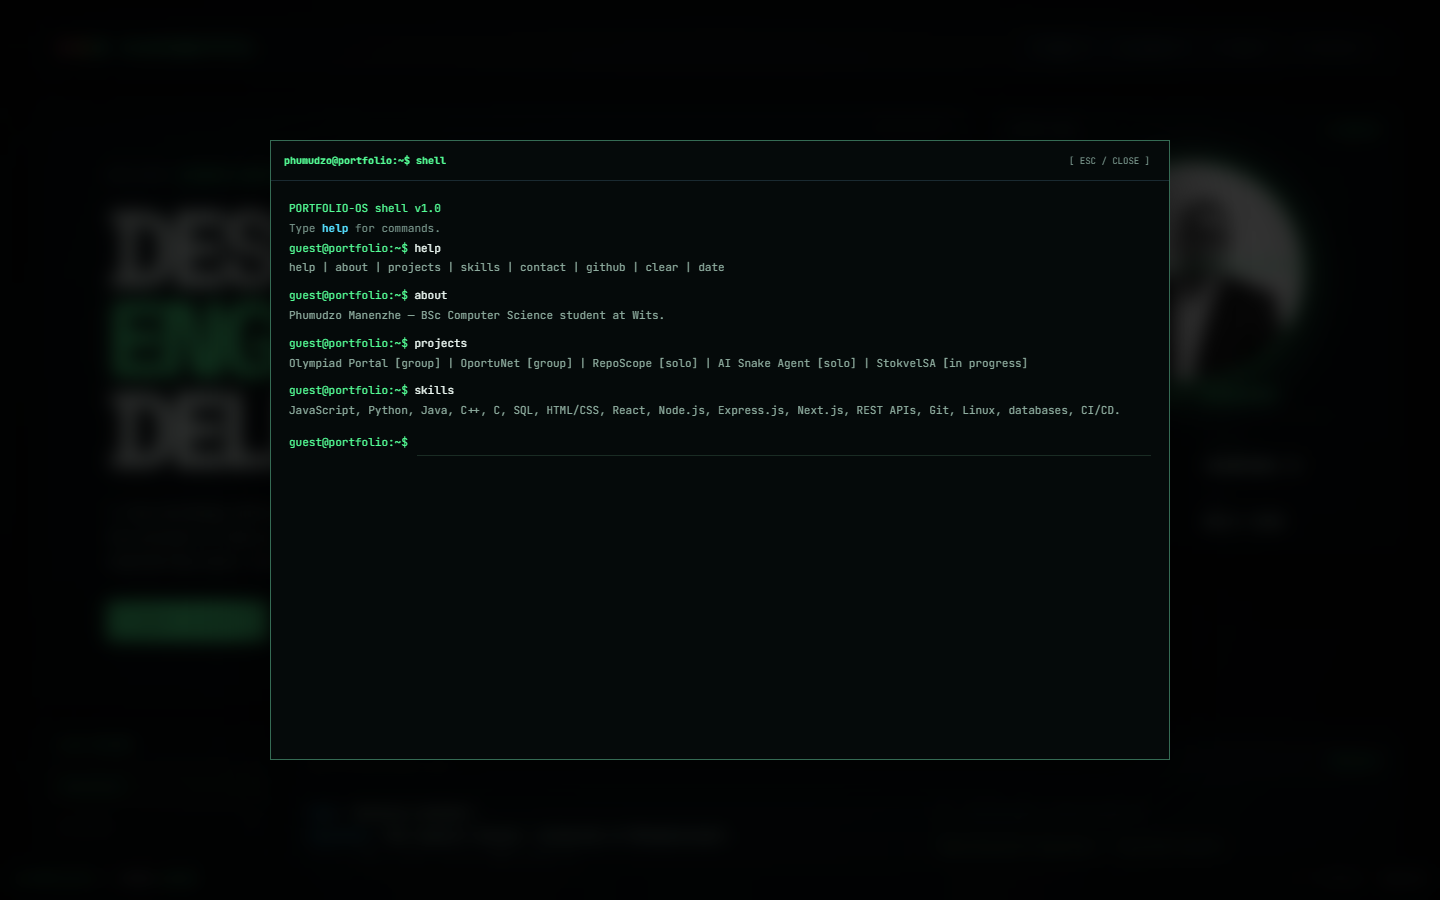 phumudzo@portfolio:~$ shell
[ ESC / CLOSE ]
PORTFOLIO-OS shell v1.0
Type help for commands.
guest@portfolio:~$ help
help | about | projects | skills | contact | github | clear | date
guest@portfolio:~$ about
Phumudzo Manenzhe — BSc Computer Science student at Wits.
guest@portfolio:~$ projects
Olympiad Portal [group] | OportuNet [group] | RepoScope [solo] | AI Snake Agent [solo] | StokvelSA [in progress]
guest@portfolio:~$ skills
JavaScript, Python, Java, C++, C, SQL, HTML/CSS, React, Node.js, Express.js, Next.js, REST APIs, Git, Linux, databases, CI/CD.
guest@portfolio:~$